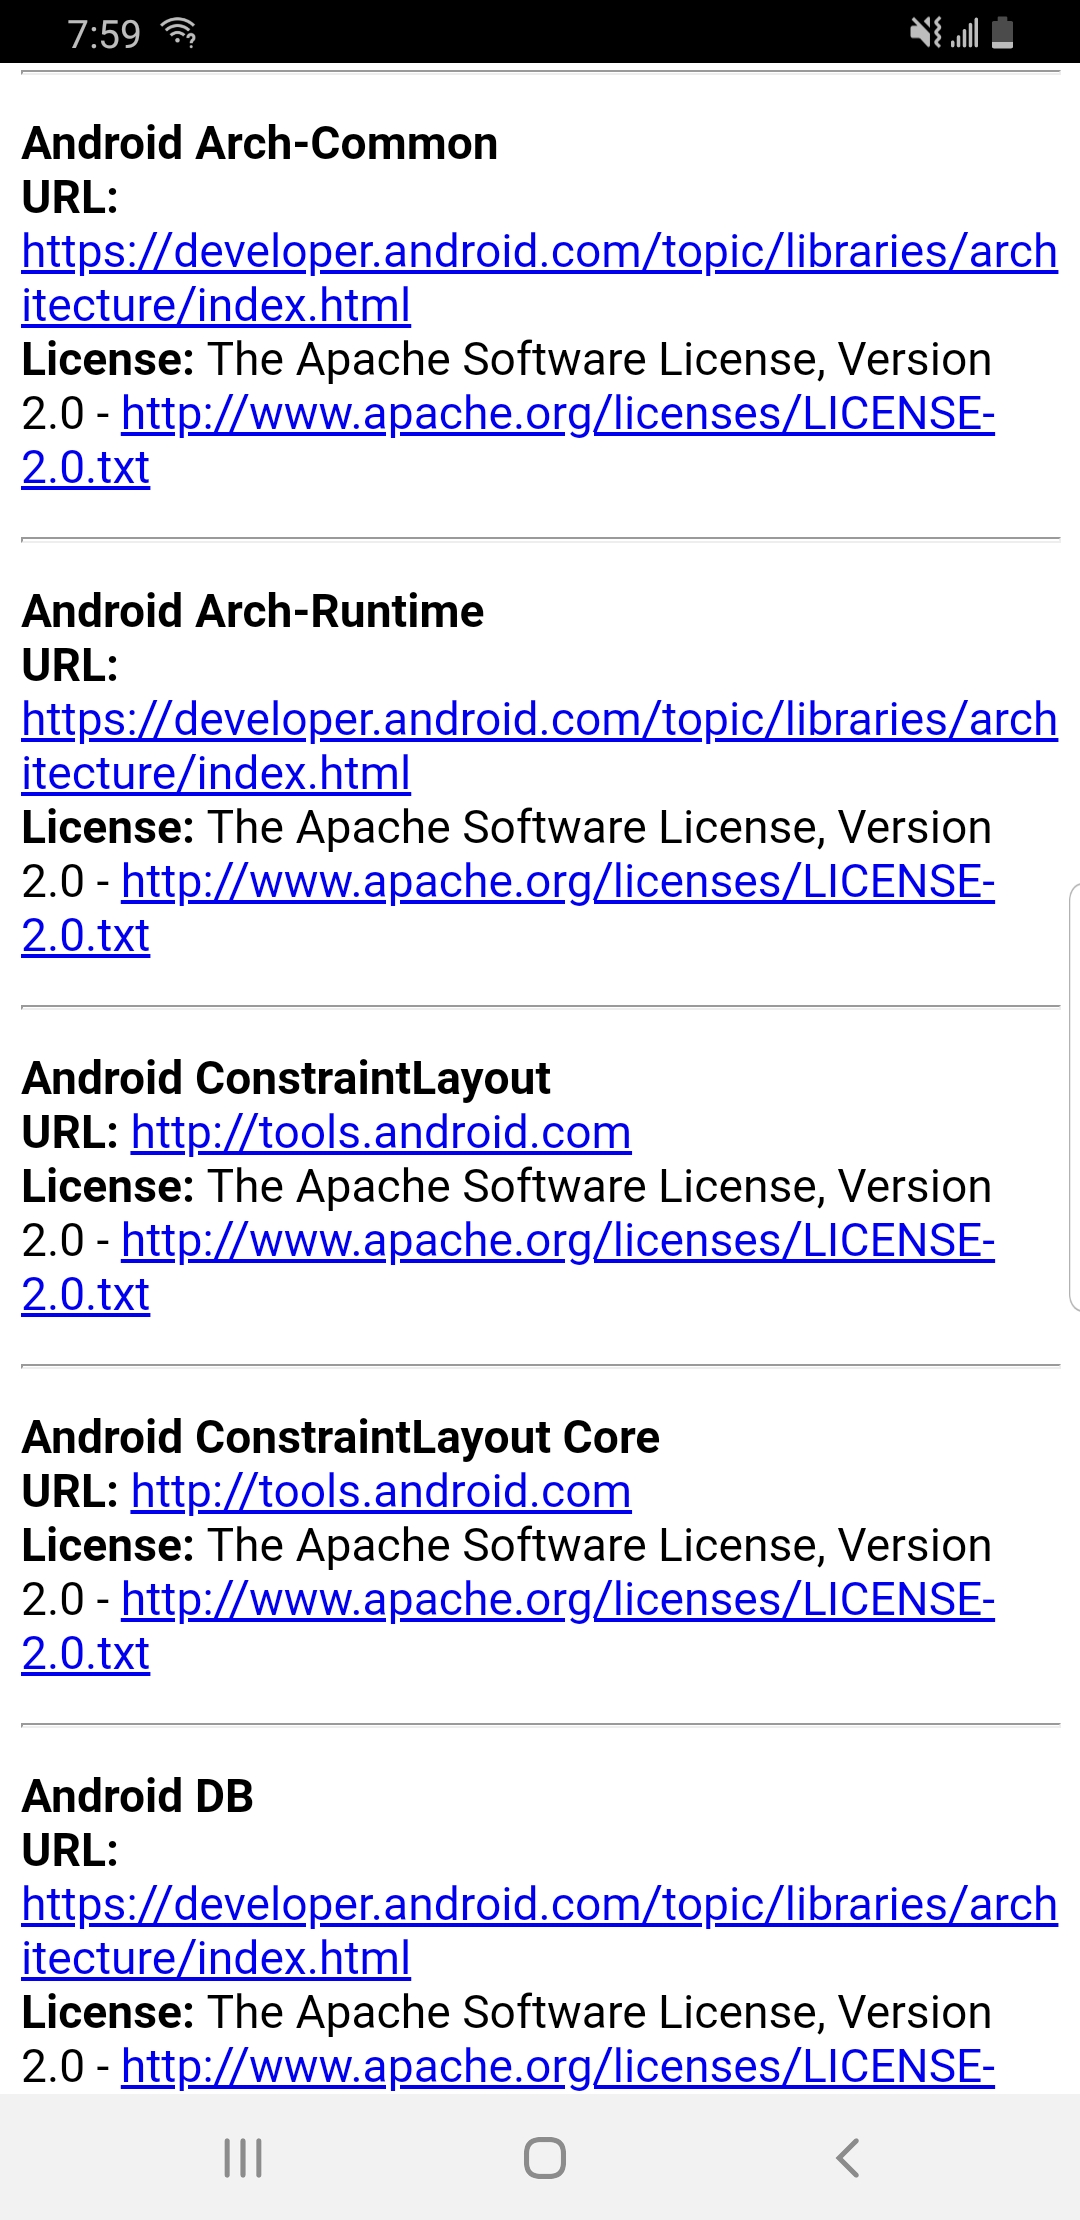 7:59
Android Arch-Common
URL:
https://developer.android.com/topic/libraries/arch
itecture/index.html
License: The Apache Software License, Version
2.0 - http://www.apache.org/licenses/LICENSE-
2.0.txt
Android Arch-Runtime
URL:
https://developer.android.com/topic/libraries/arch
itecture/index.html
License: The Apache Software License, Version
2.0 - http://www.apache.org/licenses/LICENSE-
2.0.txt
Android ConstraintLayout
URL: http://tools.android.com
License: The Apache Software License, Version
2.0 - http://www.apache.org/licenses/LICENSE-
2.0.txt
Android ConstraintLayout Core
URL: http://tools.android.com
License: The Apache Software License, Version
2.0 - http://www.apache.org/licenses/LICENSE-
2.0.txt
Android DB
URL:
https://developer.android.com/topic/libraries/arch
itecture/index.html
License: The Apache Software License, Version
2.0 - http://www.apache.org/licenses/LICENSE-